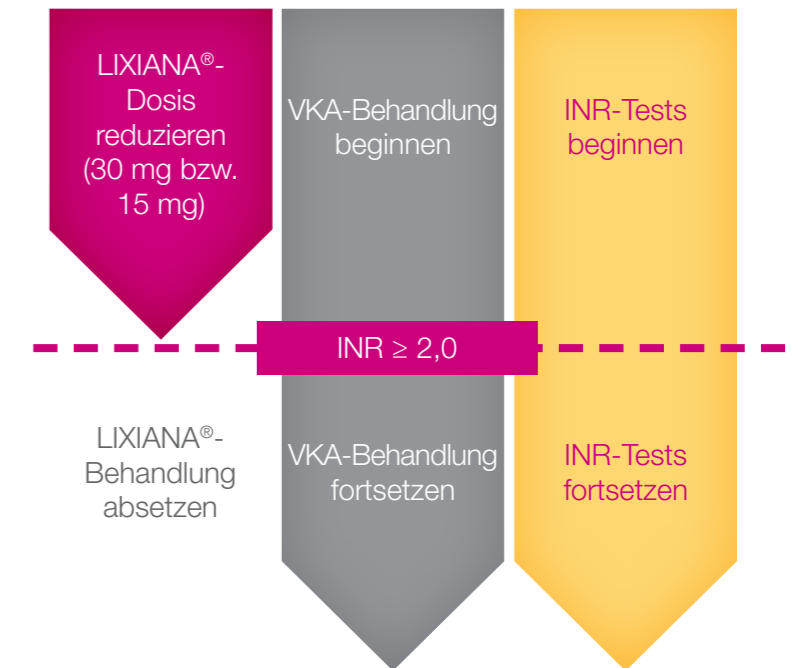 LIXIANA®-
Dosis
reduzieren
(30 mg bzw.
15 mg)
VKA-Behandlung
beginnen
INR-Tests
beginnen
INR ≥ 2,0
LIXIANA®-
Behandlung
absetzen
VKA-Behandlung
fortsetzen
INR-Tests
fortsetzen